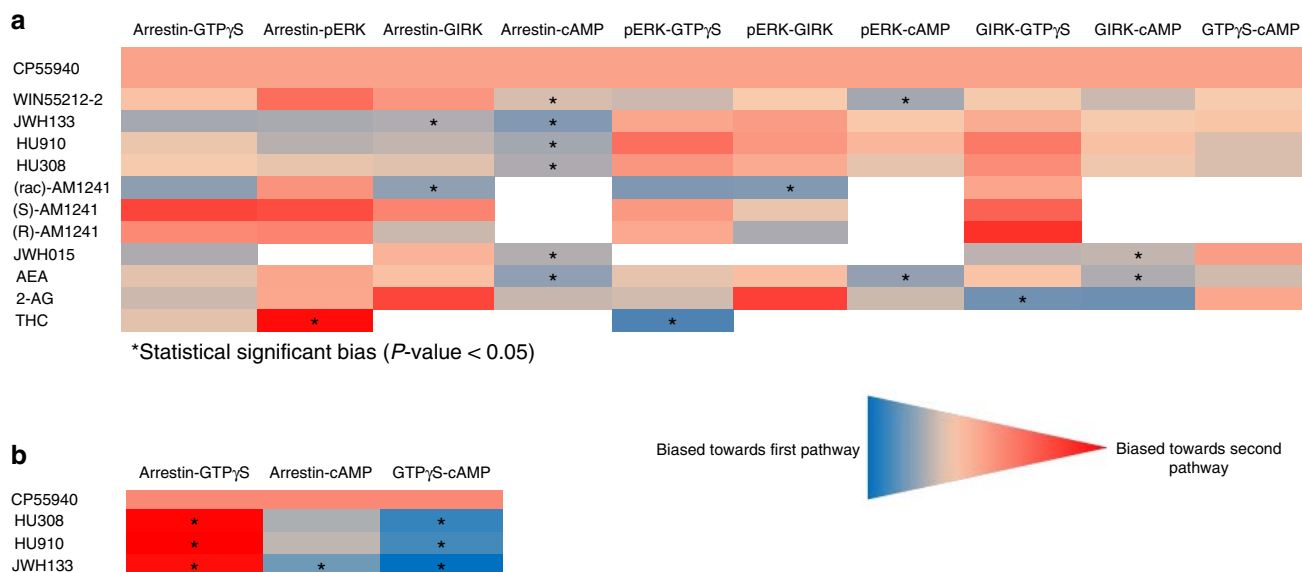 a
Arrestin-GTPγS Arrestin-pERK Arrestin-GIRK Arrestin-cAMP pERK-GTPγS pERK-GIRK pERK-cAMP GIRK-GTPγS GIRK-cAMP GTPγS-cAMP
CP55940
WIN55212-2 * *
JWH133 * *
HU910 *
HU308 *
(rac)-AM1241 * *
(S)-AM1241
(R)-AM1241
JWH015 * *
AEA * * *
2-AG *
THC * *
*Statistical significant bias (P-value < 0.05)
Biased towards first pathway
Biased towards second
pathway
b
Arrestin-GTPγS Arrestin-cAMP GTPγS-cAMP
CP55940
HU308 * *
HU910 * *
JWH133 * * *